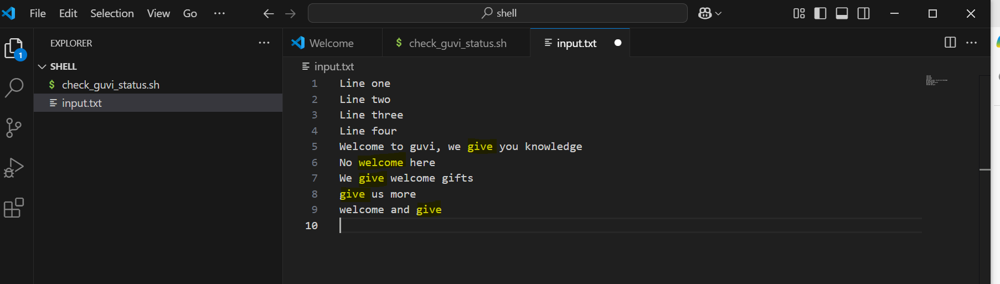 File Edit Selection View Go ··· shell
EXPLORER ···
Welcome
$ check_guvi_status.sh
input.txt
1
SHELL
$ check_guvi_status.sh
input.txt
input.txt
1 Line one
2 Line two
3 Line three
4 Line four
5 Welcome to guvi, we give you knowledge
6 No welcome here
7 We give welcome gifts
8 give us more
9 welcome and give
10